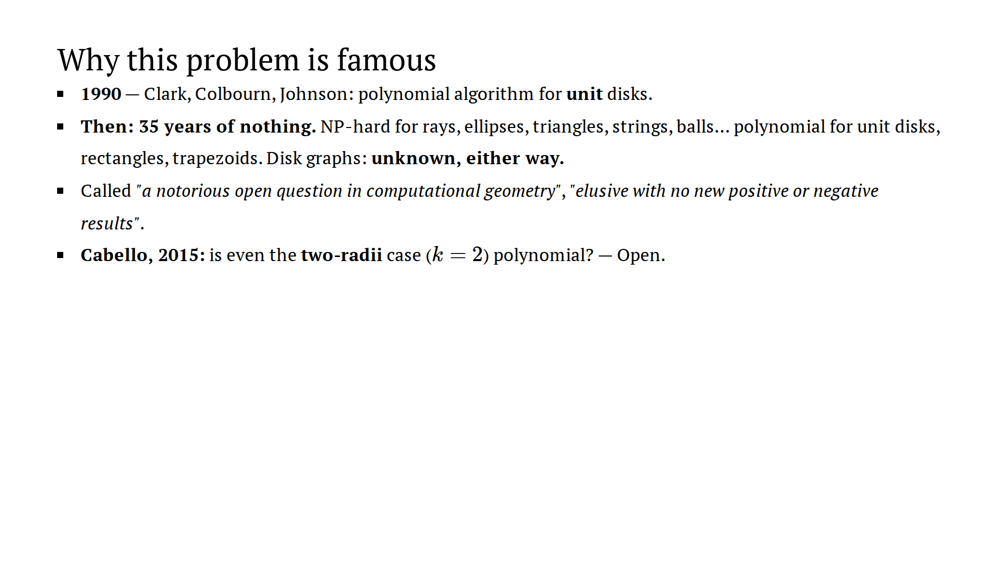 Why this problem is famous
▪ 1990 — Clark, Colbourn, Johnson: polynomial algorithm for unit disks.
▪ Then: 35 years of nothing. NP-hard for rays, ellipses, triangles, strings, balls… polynomial for unit disks,
rectangles, trapezoids. Disk graphs: unknown, either way.
▪ Called "a notorious open question in computational geometry", "elusive with no new positive or negative
results".
▪ Cabello, 2015: is even the two-radii case (k = 2) polynomial? — Open.